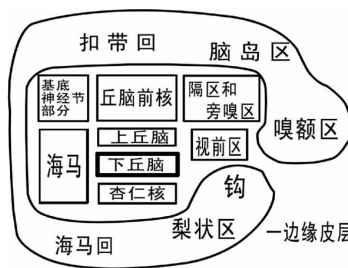 扣带回
脑岛区
基底
神经节
部分
丘脑前核
隔区和
旁嗅区
嗅额区
上丘脑
视前区
海马
下丘脑
杏仁核
钩
梨状区
一边缘皮层
海马回